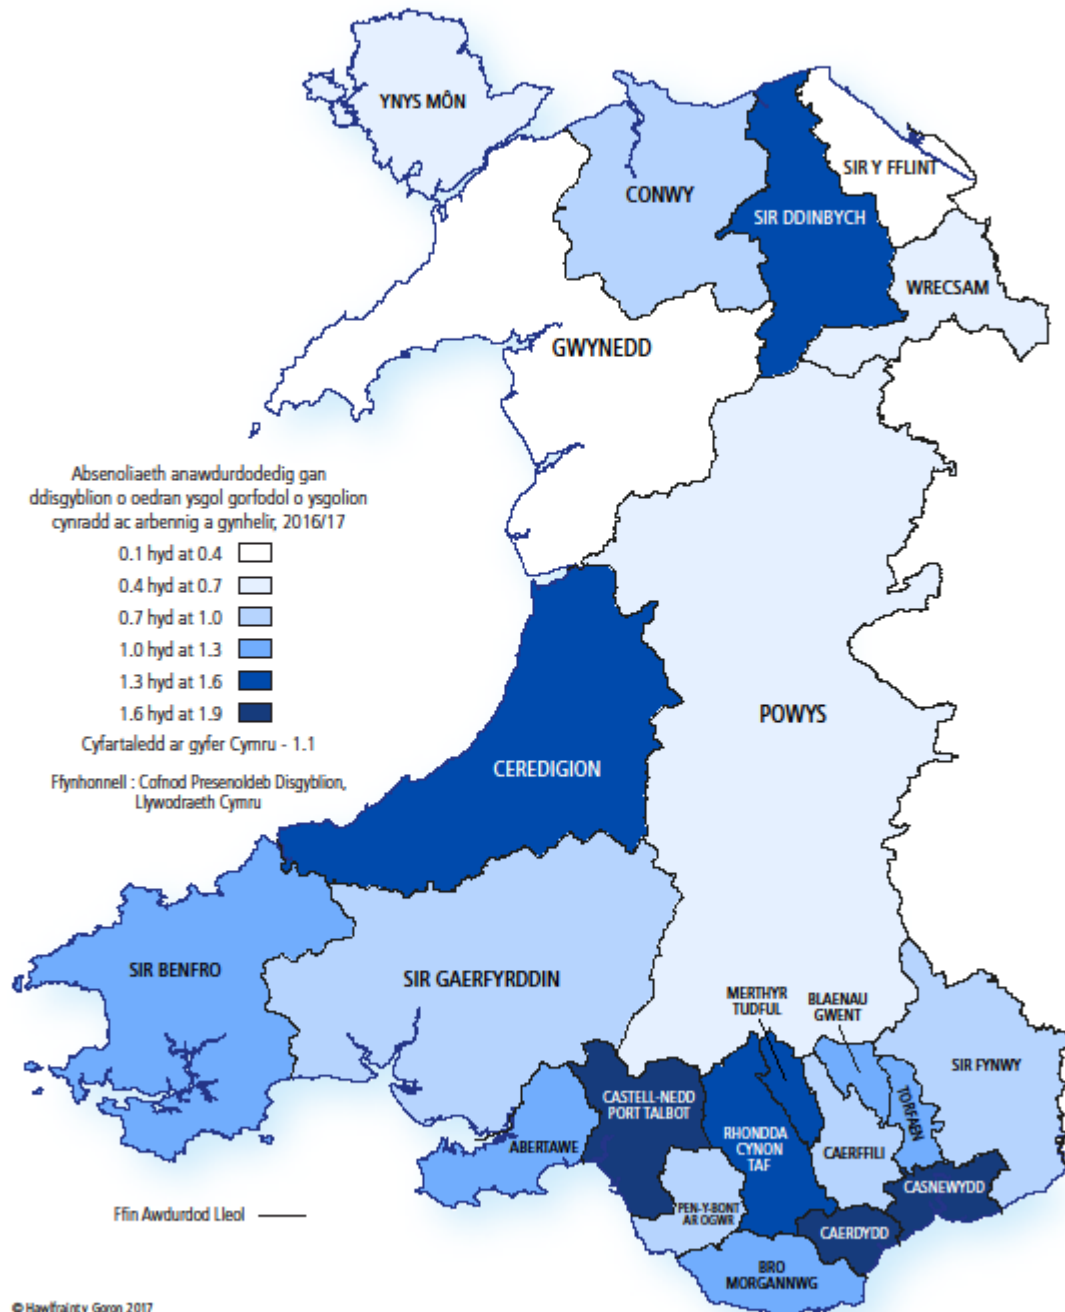 YNYS MÔN
CONWY
SIR DDINBYCH
SIR Y FFLINT
WRECSAM
GWYNEDD
Absenoliaeth anawdurdodedig gan
ddisgyblion o oedran ysgol gorfodol o ysgolion
cynradd ac arbennig a gynhelir, 2016/17
0.1 hyd at 0.4
0.4 hyd at 0.7
0.7 hyd at 1.0
1.0 hyd at 1.3
1.3 hyd at 1.6
1.6 hyd at 1.9
Cyfartaledd ar gyfer Cymru - 1.1
Ffynhonnell : Cofnod Presenoldeb Disgyblion,
Llywodraeth Cymru
POWYS
CEREDIGION
SIR BENFRO
SIR GAERFYRDDIN
MERTHYR
TUDFUL
BLAENAU
GWENT
SIR FYNWY
TORFAEN
CASTELL-NEDD
PORT TALBOT
ABERTAWE
RHONDDA
CYNON
TAF
CAERFFILI
CASNEWYDD
PEN-Y-BONT
AR OGWR
CAERDYDD
BRO
MORGANNWG
Ffin Awdurdod Lleol
© Hawlfraint y Goron 2017